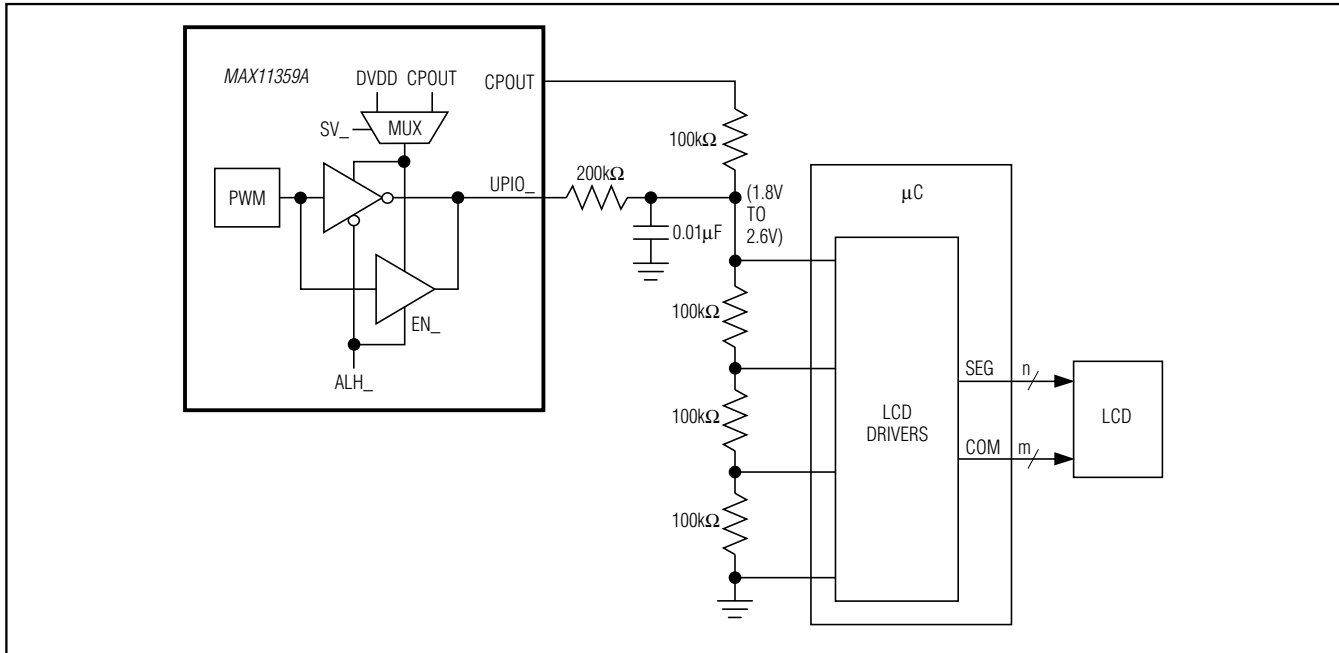 MAX11359A
DVDD CPOUT
CPOUT
SV_
MUX
100kΩ
200kΩ
PWM
UPIO_
(1.8V
TO
2.6V)
µC
0.01µF
EN_
ALH_
100kΩ
100kΩ
100kΩ
LCD
DRIVERS
SEG n
COM m
LCD